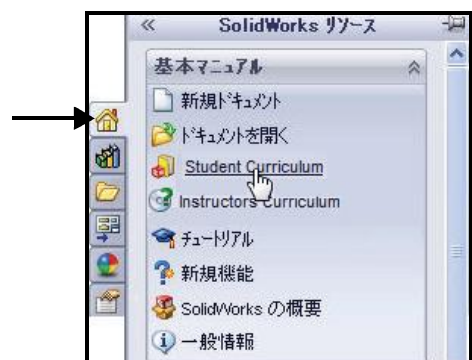 SolidWorks リソース
基本マニュアル
新規ドキュメント
ドキュメントを開く
Student Curriculum
Instructors Curriculum
チュートリアル
新規機能
SolidWorks の概要
一般情報